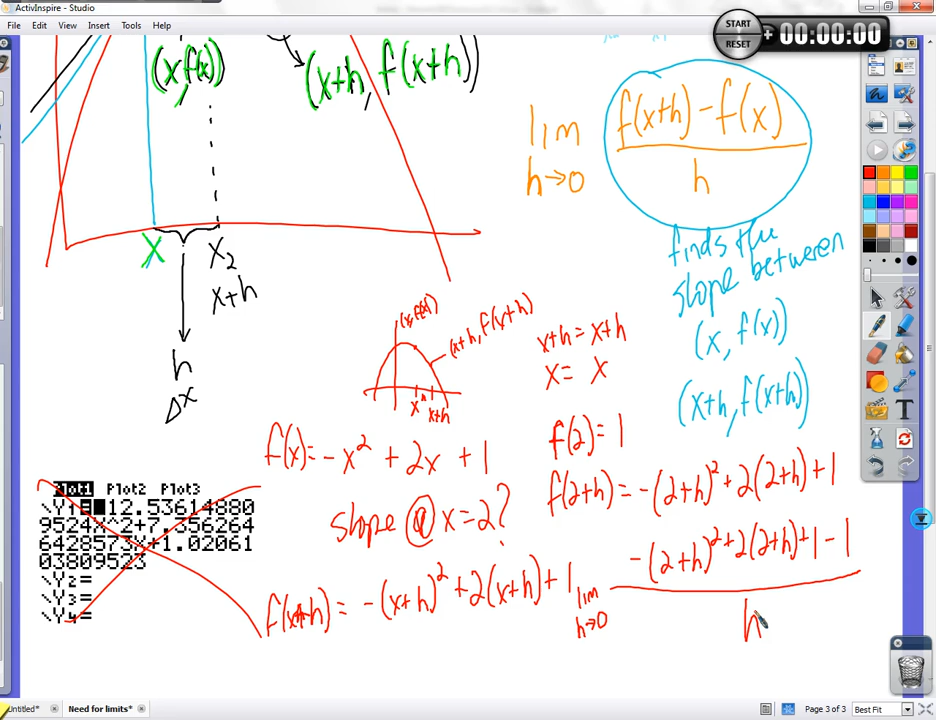 ActivInspire - Studio
File Edit View Insert Tools Help
START
RESET
00:00:00
(x, f(x))
(x+h, f(x+h))
lim h→0 f(x+h) - f(x) / h
finds the
slope between
(x, f(x))
(x+h, f(x+h))
x
x₂
x+h
h
Δx
(x, f(x))
(x+h, f(x+h))
x
x+h
x+h = x+h
x = x
f(x) = -x² + 2x + 1
f(2) = 1
f(2+h) = -(2+h)² + 2(2+h) + 1
slope @ x=2?
f(x+h) = -(x+h)² + 2(x+h) + 1
lim h→0 -(2+h)² + 2(2+h) + 1 - 1 / h
Plot1 Plot2 Plot3
\Y1=12.53614880
9524X^2+7.356264
6428573X+1.02061
03809523
\Y2=
\Y3=
\Y4=
Untitled*
Need for limits*
Page 3 of 3
Best Fit